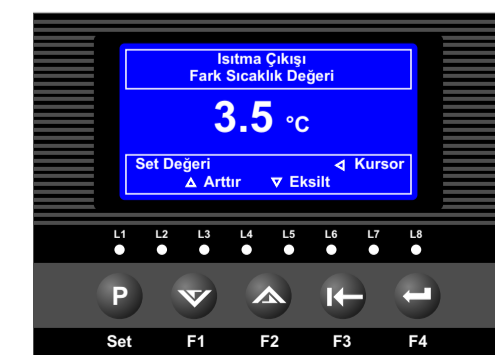 Isıtma Çıkışı
Fark Sıcaklık Değeri
3.5 °C
Set Değeri ◁ Kursor
△ Arttır ▽ Eksilt
L1 L2 L3 L4 L5 L6 L7 L8
P
Set F1 F2 F3 F4